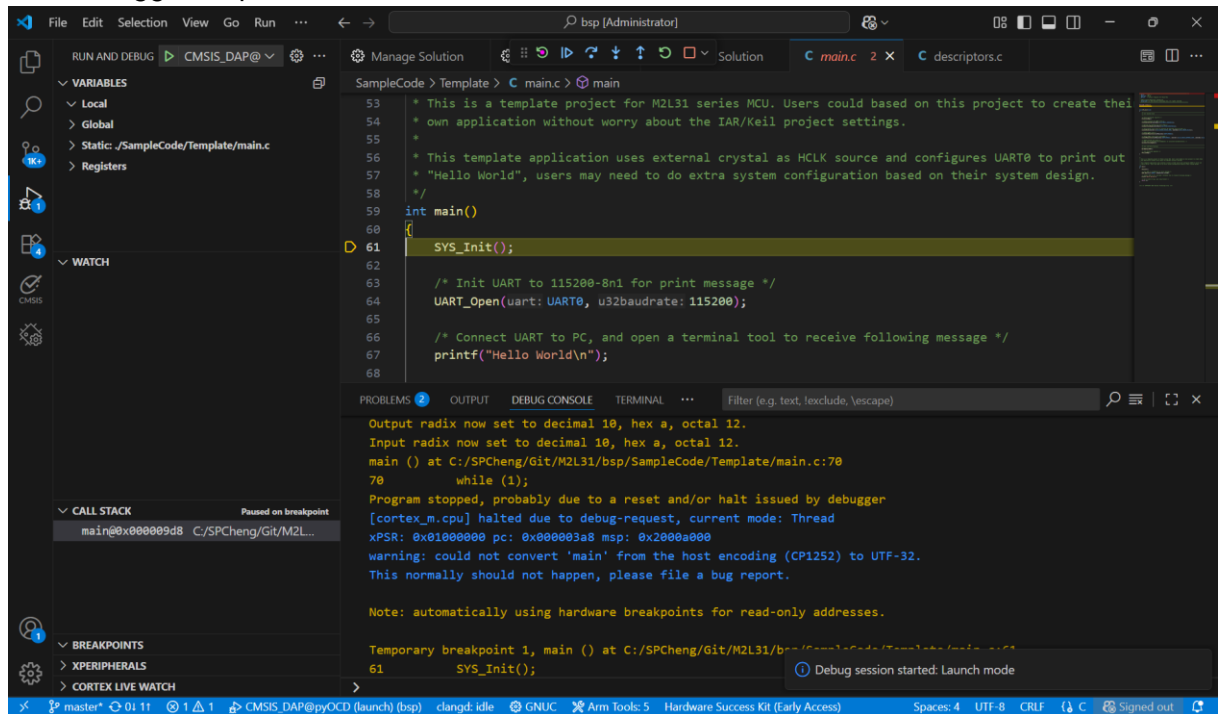 File Edit Selection View Go Run ··· bsp [Administrator]
RUN AND DEBUG CMSIS_DAP@ ···
Manage Solution Solution C main.c 2 C descriptors.c
SampleCode > Template > C main.c > main
VARIABLES
Local
Global
Static: ./SampleCode/Template/main.c
Registers
WATCH
1K+
1
4
CMSIS
1
53 * This is a template project for M2L31 series MCU. Users could based on this project to create thei
54 * own application without worry about the IAR/Keil project settings.
55 *
56 * This template application uses external crystal as HCLK source and configures UART0 to print out
57 * "Hello World", users may need to do extra system configuration based on their system design.
58 */
59 int main()
60 {
61 SYS_Init();
62
63 /* Init UART to 115200-8n1 for print message */
64 UART_Open(uart: UART0, u32baudrate: 115200);
65
66 /* Connect UART to PC, and open a terminal tool to receive following message */
67 printf("Hello World\n");
68
PROBLEMS 2 OUTPUT DEBUG CONSOLE TERMINAL ··· Filter (e.g. text, !exclude, \escape)
Output radix now set to decimal 10, hex a, octal 12.
Input radix now set to decimal 10, hex a, octal 12.
main () at C:/SPCheng/Git/M2L31/bsp/SampleCode/Template/main.c:70
70 while (1);
Program stopped, probably due to a reset and/or halt issued by debugger
[cortex_m.cpu] halted due to debug-request, current mode: Thread
xPSR: 0x01000000 pc: 0x000003a8 msp: 0x2000a000
warning: could not convert 'main' from the host encoding (CP1252) to UTF-32.
This normally should not happen, please file a bug report.
Note: automatically using hardware breakpoints for read-only addresses.
Temporary breakpoint 1, main () at C:/SPCheng/Git/M2L31/bsp/SampleCode/Template/main.c:61
61 SYS_Init();
>
CALL STACK Paused on breakpoint
main@0x000009d8 C:/SPCheng/Git/M2L...
BREAKPOINTS
XPERIPHERALS
CORTEX LIVE WATCH
Debug session started: Launch mode
master* 0↓ 1↑ 1 1 CMSIS_DAP@pyOCD (launch) (bsp) clangd: idle GNUC Arm Tools: 5 Hardware Success Kit (Early Access) Spaces: 4 UTF-8 CRLF C Signed out